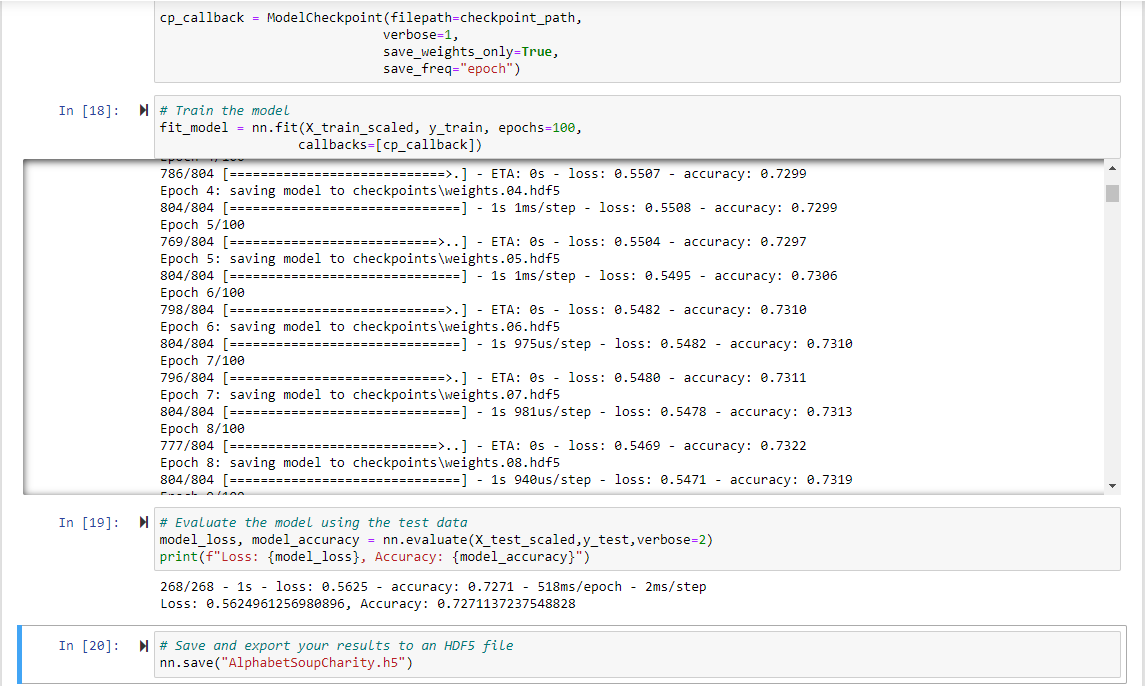 cp_callback = ModelCheckpoint(filepath=checkpoint_path,
verbose=1,
save_weights_only=True,
save_freq="epoch")
In [18]:
# Train the model
fit_model = nn.fit(X_train_scaled, y_train, epochs=100,
callbacks=[cp_callback])
Epoch 4/100
786/804 [============================>.] - ETA: 0s - loss: 0.5507 - accuracy: 0.7299
Epoch 4: saving model to checkpoints\weights.04.hdf5
804/804 [==============================] - 1s 1ms/step - loss: 0.5508 - accuracy: 0.7299
Epoch 5/100
769/804 [===========================>..] - ETA: 0s - loss: 0.5504 - accuracy: 0.7297
Epoch 5: saving model to checkpoints\weights.05.hdf5
804/804 [==============================] - 1s 1ms/step - loss: 0.5495 - accuracy: 0.7306
Epoch 6/100
798/804 [============================>.] - ETA: 0s - loss: 0.5482 - accuracy: 0.7310
Epoch 6: saving model to checkpoints\weights.06.hdf5
804/804 [==============================] - 1s 975us/step - loss: 0.5482 - accuracy: 0.7310
Epoch 7/100
796/804 [============================>.] - ETA: 0s - loss: 0.5480 - accuracy: 0.7311
Epoch 7: saving model to checkpoints\weights.07.hdf5
804/804 [==============================] - 1s 981us/step - loss: 0.5478 - accuracy: 0.7313
Epoch 8/100
777/804 [===========================>..] - ETA: 0s - loss: 0.5469 - accuracy: 0.7322
Epoch 8: saving model to checkpoints\weights.08.hdf5
804/804 [==============================] - 1s 940us/step - loss: 0.5471 - accuracy: 0.7319
Epoch 9/100
In [19]:
# Evaluate the model using the test data
model_loss, model_accuracy = nn.evaluate(X_test_scaled,y_test,verbose=2)
print(f"Loss: {model_loss}, Accuracy: {model_accuracy}")
268/268 - 1s - loss: 0.5625 - accuracy: 0.7271 - 518ms/epoch - 2ms/step
Loss: 0.5624961256980896, Accuracy: 0.7271137237548828
In [20]:
# Save and export your results to an HDF5 file
nn.save("AlphabetSoupCharity.h5")